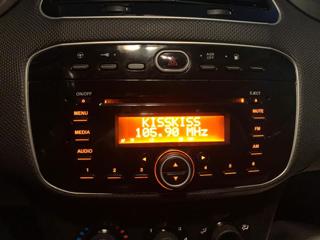 ON/OFF
EJECT
MENU
MUTE
KISSKISS
105.90 MHz
MEDIA
FM
AUDIO
AM
1 2 3 4 5 6